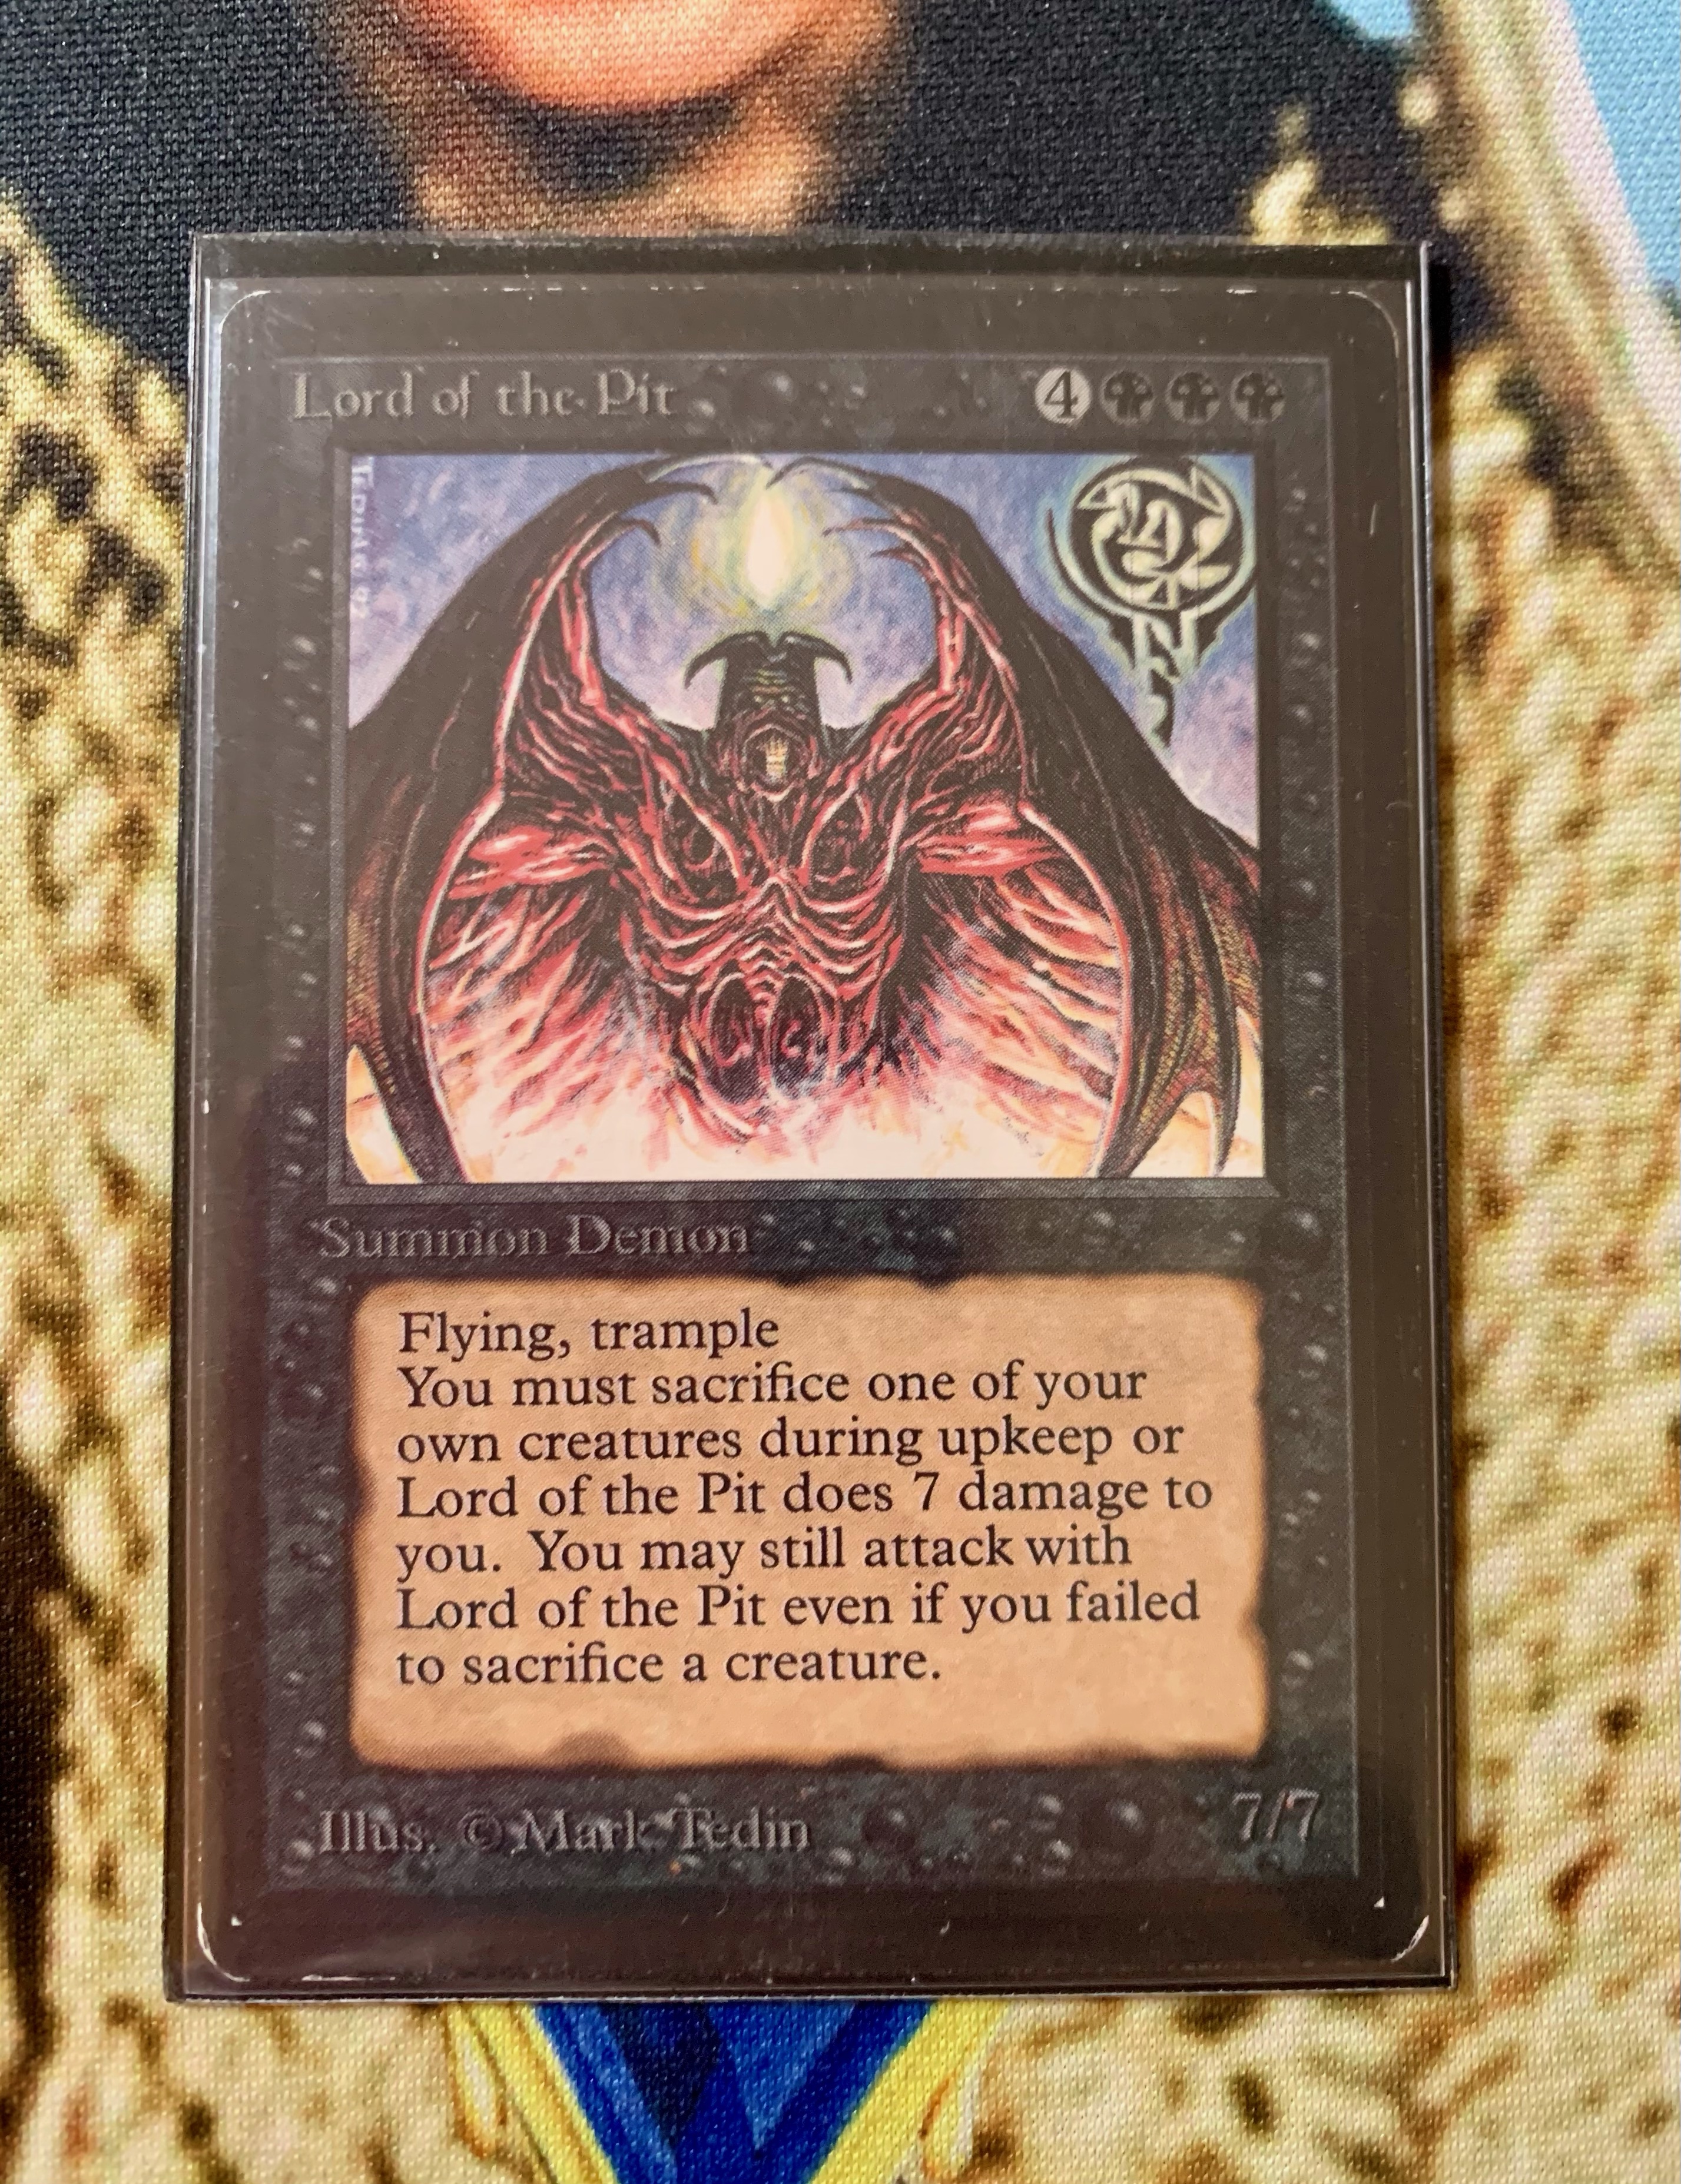 Lord of the Pit 4
Summon Demon
Flying, trample
You must sacrifice one of your
own creatures during upkeep or
Lord of the Pit does 7 damage to
you. You may still attack with
Lord of the Pit even if you failed
to sacrifice a creature.
Illus. © Mark Tedin 7/7